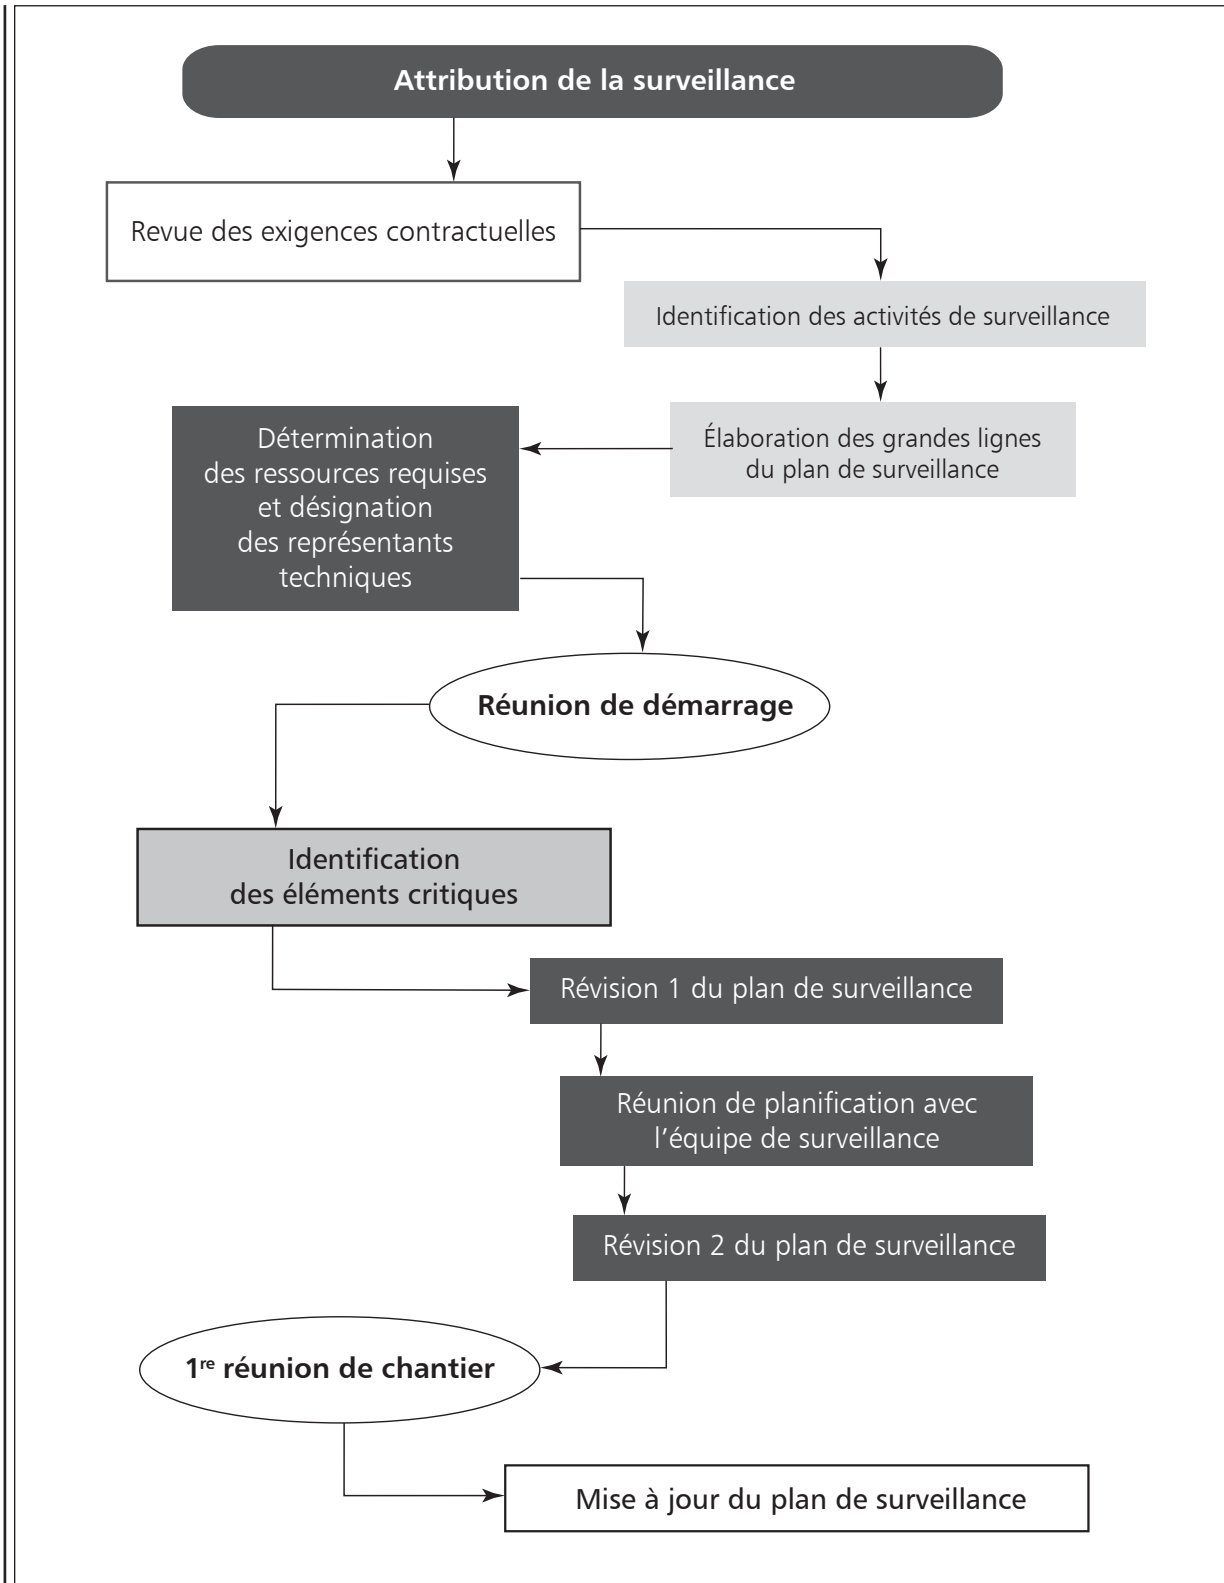 Attribution de la surveillance
Revue des exigences contractuelles
Identification des activités de surveillance
Élaboration des grandes lignes
du plan de surveillance
Détermination
des ressources requises
et désignation
des représentants
techniques
Réunion de démarrage
Identification
des éléments critiques
Révision 1 du plan de surveillance
Réunion de planification avec
l’équipe de surveillance
Révision 2 du plan de surveillance
1re réunion de chantier
Mise à jour du plan de surveillance